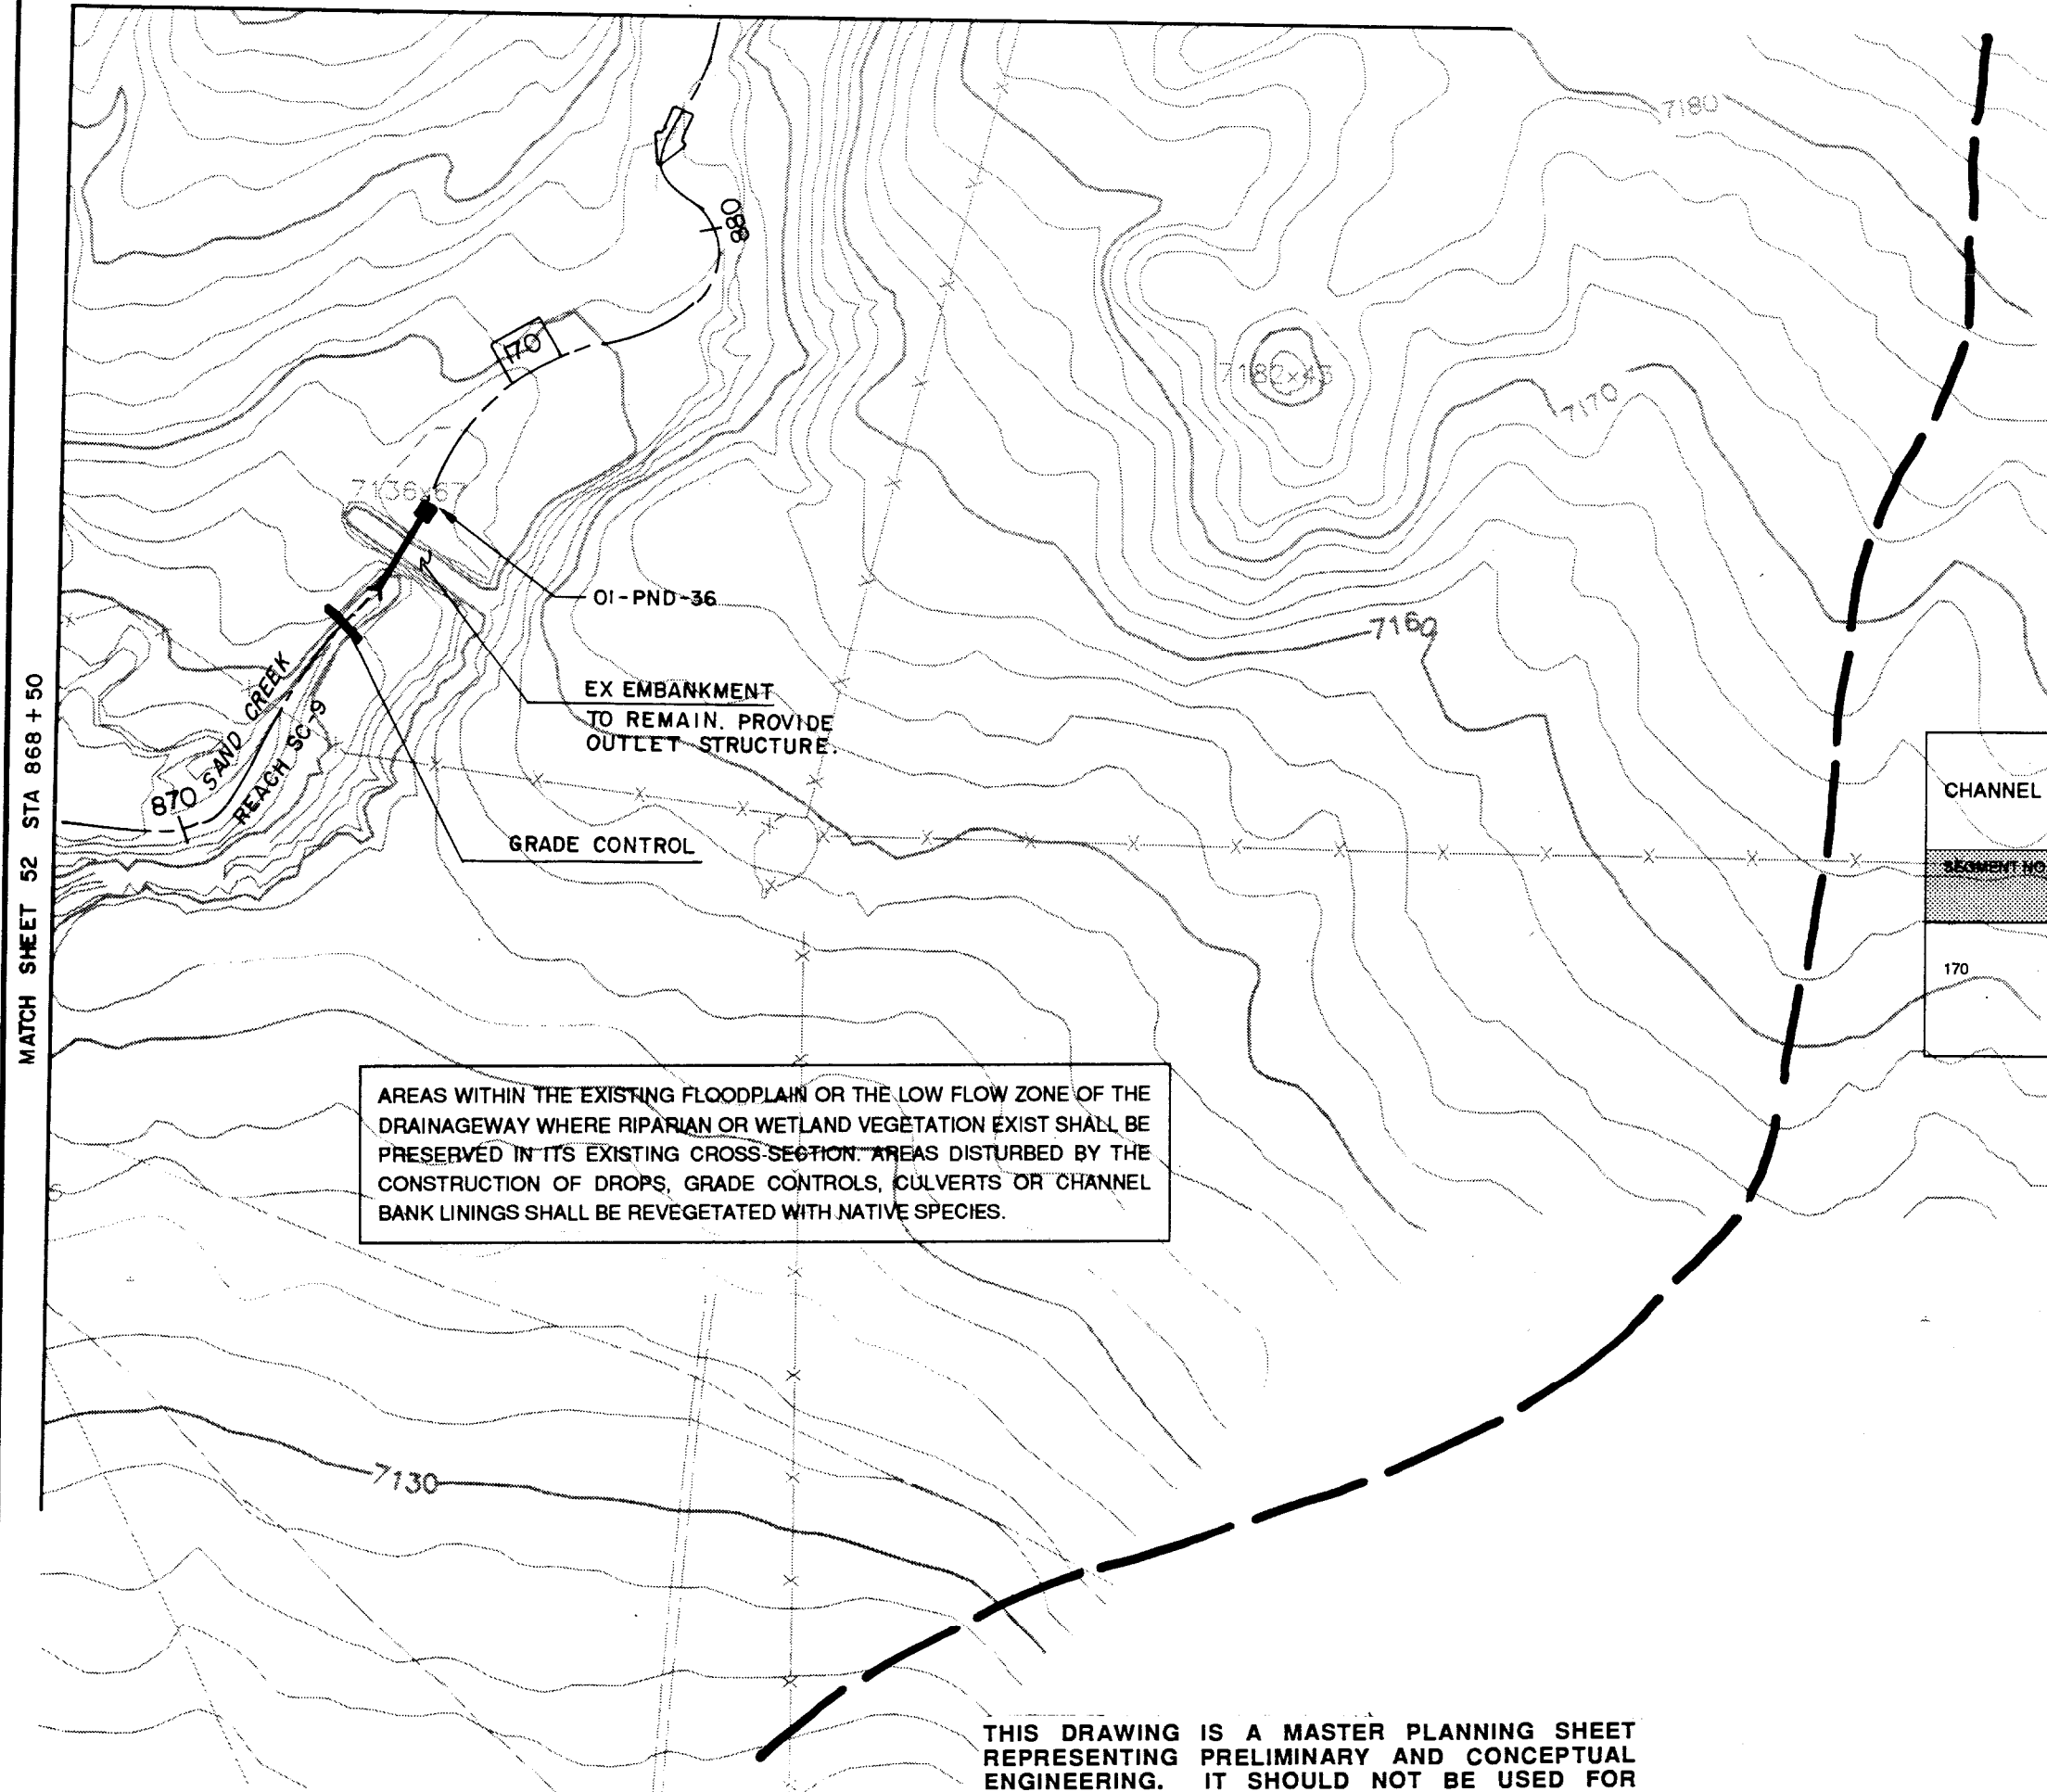 7180
880
170
7182x43
7170
7136x67
01-PND-36
7160
EX EMBANKMENT
TO REMAIN. PROVIDE
OUTLET STRUCTURE.
SAND CREEK
REACH SC-9
870
GRADE CONTROL
MATCH SHEET 52 STA 868+50
CHANNEL
SEGMENT NO
170
AREAS WITHIN THE EXISTING FLOODPLAIN OR THE LOW FLOW ZONE OF THE
DRAINAGEWAY WHERE RIPARIAN OR WETLAND VEGETATION EXIST SHALL BE
PRESERVED IN ITS EXISTING CROSS-SECTION. AREAS DISTURBED BY THE
CONSTRUCTION OF DROPS, GRADE CONTROLS, CULVERTS OR CHANNEL
BANK LININGS SHALL BE REVEGETATED WITH NATIVE SPECIES.
7130
THIS DRAWING IS A MASTER PLANNING SHEET
REPRESENTING PRELIMINARY AND CONCEPTUAL
ENGINEERING. IT SHOULD NOT BE USED FOR